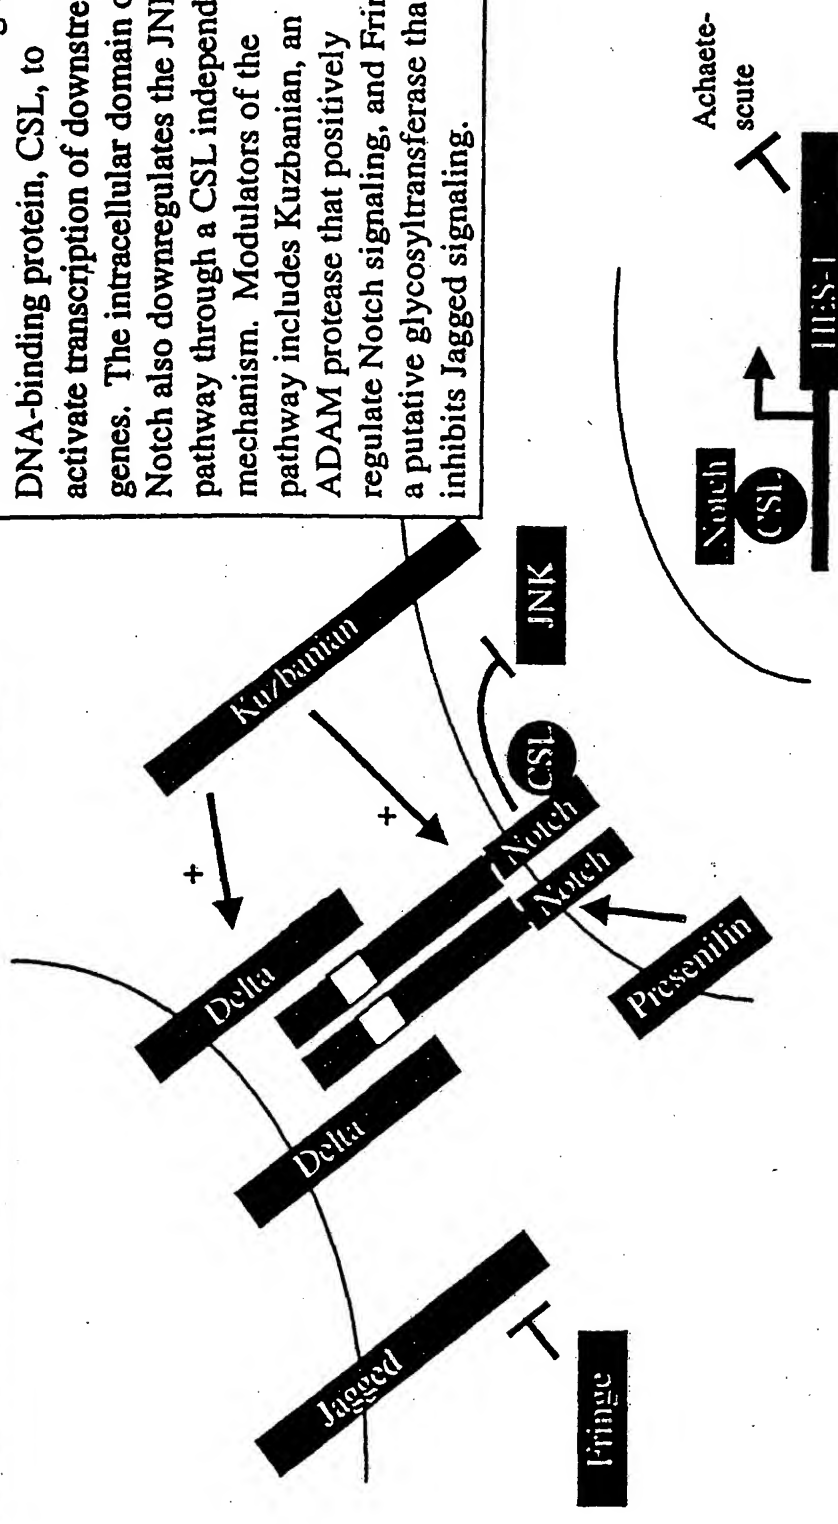 DNA-binding protein, CSL, to
activate transcription of downstre
genes. The intracellular domain
Notch also downregulates the JN
pathway through a CSL independ
mechanism. Modulators of the
pathway includes Kuzbanian, an
ADAM protease that positively
regulate Notch signaling, and Frin
a putative glycosyltransferase tha
inhibits Jagged signaling.
Kuzbanian
+
+
Delta
Delta
Jagged
Fringe
Notch
Notch
CSL
JNK
Presenilin
Notch
CSL
HES-1
Achaete-
scute